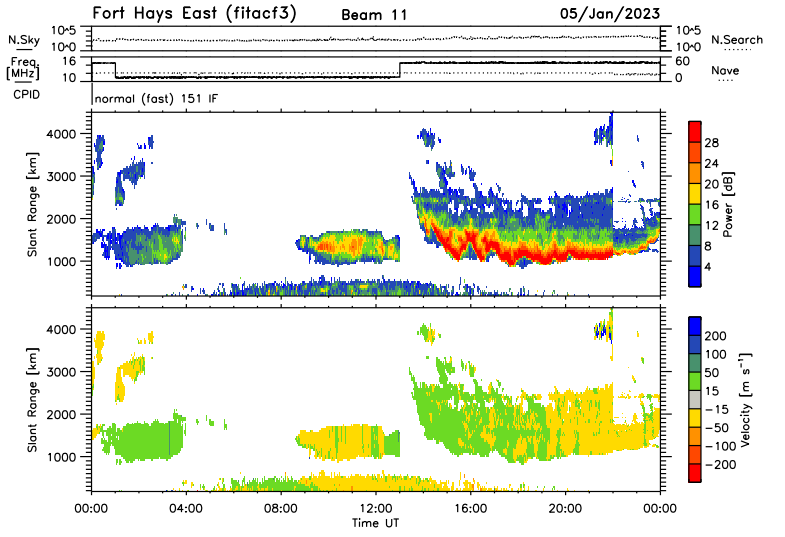 Fort Hays East (fitacf3) Beam 11 05/Jan/2023
N.Sky 10^5 10^0 10^5 10^0 N.Search
Freq. [MHz] 16 10 60 0 Nave
CPID normal (fast) 151 IF
Slant Range [km] 4000 3000 2000 1000
28 24 20 16 12 8 4 Power [dB]
Slant Range [km] 4000 3000 2000 1000
200 100 50 15 -15 -50 -100 -200 Velocity [m s^-1]
00:00 04:00 08:00 12:00 16:00 20:00 00:00
Time UT